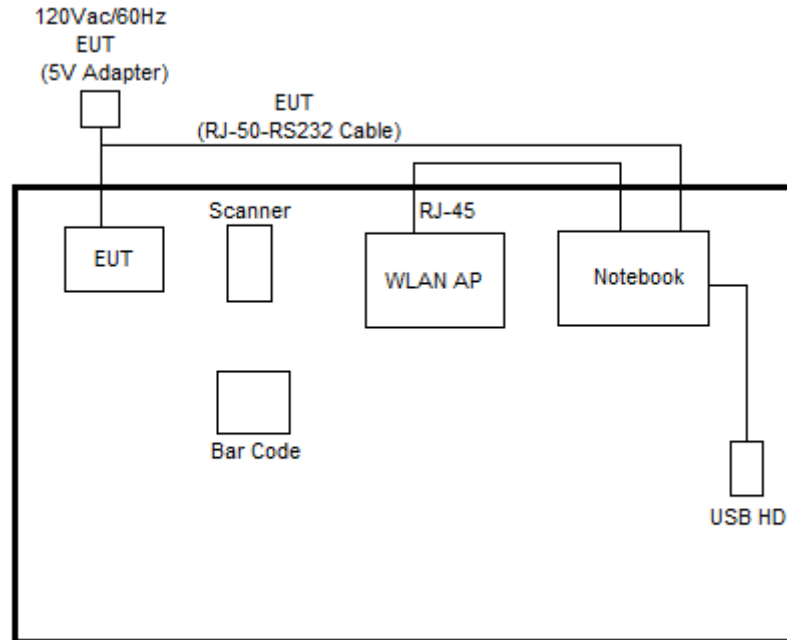 120Vac/60Hz
EUT
(5V Adapter)
EUT
(RJ-50-RS232 Cable)
Scanner
RJ-45
EUT
WLAN AP
Notebook
Bar Code
USB HD